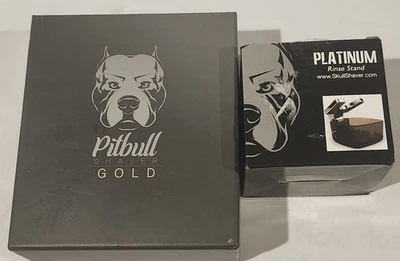 Pitbull
SHAVER
GOLD
PLATINUM
Rinse Stand
www.SkullShaver.com